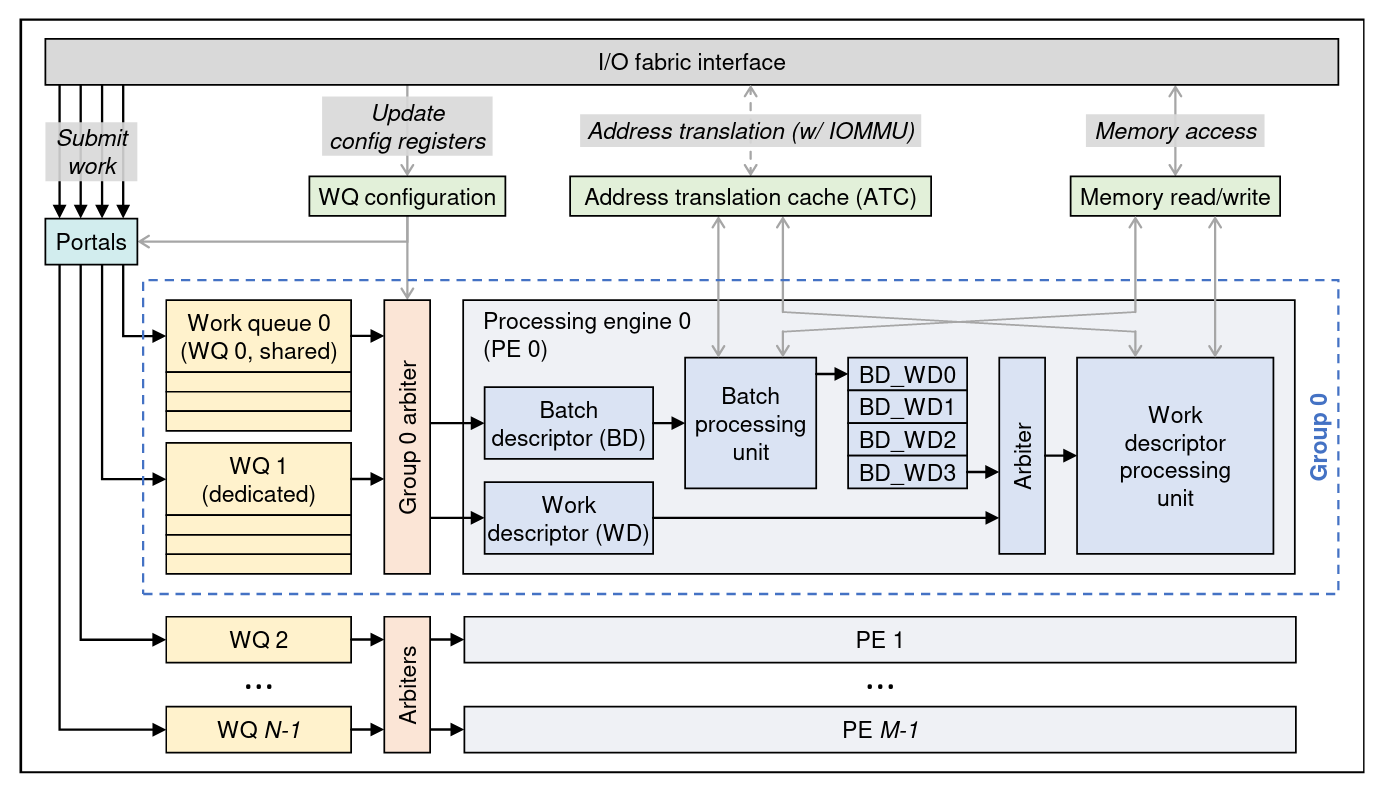 I/O fabric interface
Submit
work
Update
config registers
Address translation (w/ IOMMU)
Memory access
WQ configuration
Address translation cache (ATC)
Memory read/write
Portals
Work queue 0
(WQ 0, shared)
WQ 1
(dedicated)
Group 0 arbiter
Processing engine 0
(PE 0)
Batch
descriptor (BD)
Work
descriptor (WD)
Batch
processing
unit
BD_WD0
BD_WD1
BD_WD2
BD_WD3
Arbiter
Work
descriptor
processing
unit
Group 0
WQ 2
...
WQ N-1
Arbiters
PE 1
...
PE M-1